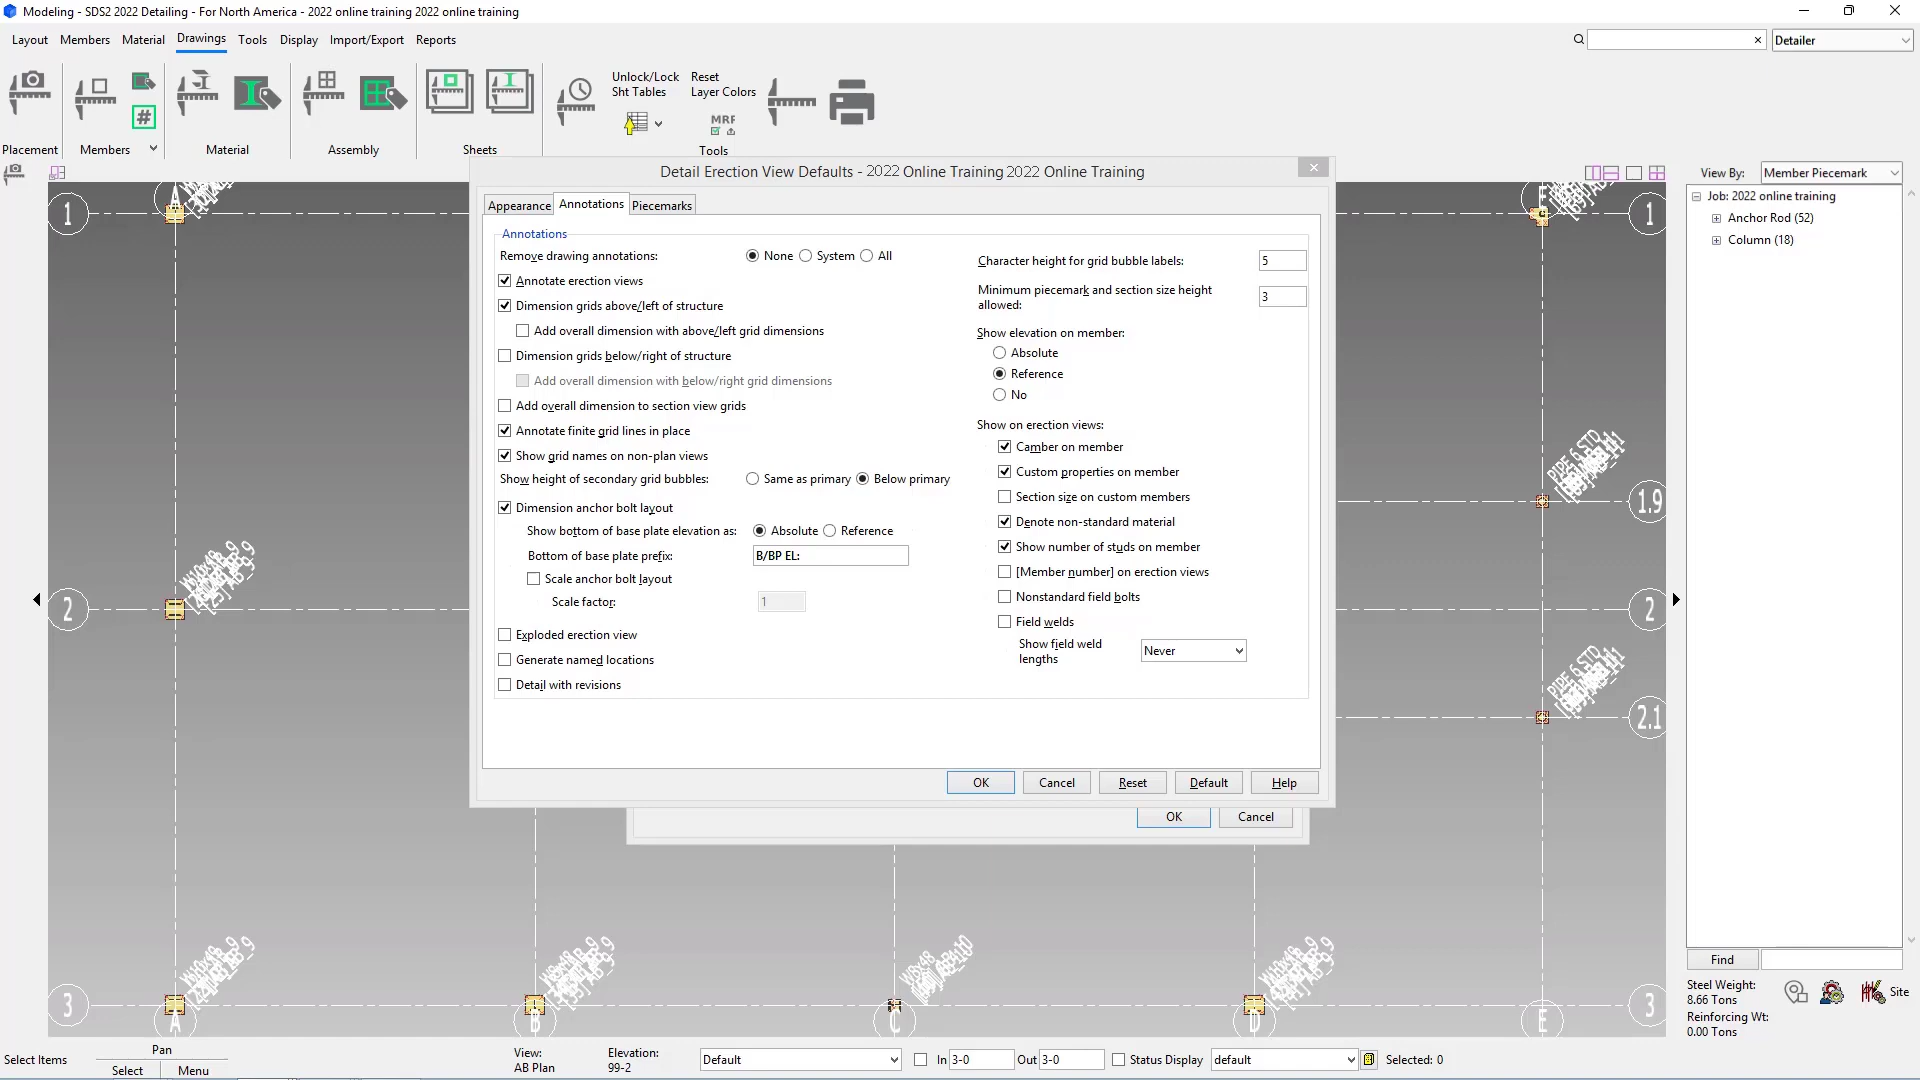 Modeling - SDS2 2022 Detailing - For North America - 2022 online training 2022 online training
Layout Members Material Drawings Tools Display Import/Export Reports
Detailer
Unlock/Lock Sht Tables
Reset Layer Colors
MRF
Placement Members Material Assembly Sheets Tools
Detail Erection View Defaults - 2022 Online Training 2022 Online Training
Appearance Annotations Piecemarks
Annotations
Remove drawing annotations: None System All
Annotate erection views
Dimension grids above/left of structure
Add overall dimension with above/left grid dimensions
Dimension grids below/right of structure
Add overall dimension with below/right grid dimensions
Add overall dimension to section view grids
Annotate finite grid lines in place
Show grid names on non-plan views
Show height of secondary grid bubbles: Same as primary Below primary
Dimension anchor bolt layout
Show bottom of base plate elevation as: Absolute Reference
Bottom of base plate prefix: B/BP EL:
Scale anchor bolt layout
Scale factor: 1
Exploded erection view
Generate named locations
Detail with revisions
Character height for grid bubble labels: 5
Minimum piecemark and section size height
allowed: 3
Show elevation on member:
Absolute
Reference
No
Show on erection views:
Camber on member
Custom properties on member
Section size on custom members
Denote non-standard material
Show number of studs on member
[Member number] on erection views
Nonstandard field bolts
Field welds
Show field weld
lengths Never
OK Cancel Reset Default Help
OK Cancel
View By: Member Piecemark
Job: 2022 online training
Anchor Rod (52)
Column (18)
Find
Steel Weight:
8.66 Tons
Reinforcing Wt:
0.00 Tons
Site
1 A 1
1.9
2 2
2.1
3 A B C D E 3
PIPE 6 STD
PIPE 6 STD
W10x48
W10x48
W8x48
W8x48
W10x48
Select Items Pan Select Menu
View:
AB Plan
Elevation:
99-2
Default In 3-0 Out 3-0 Status Display default Selected: 0